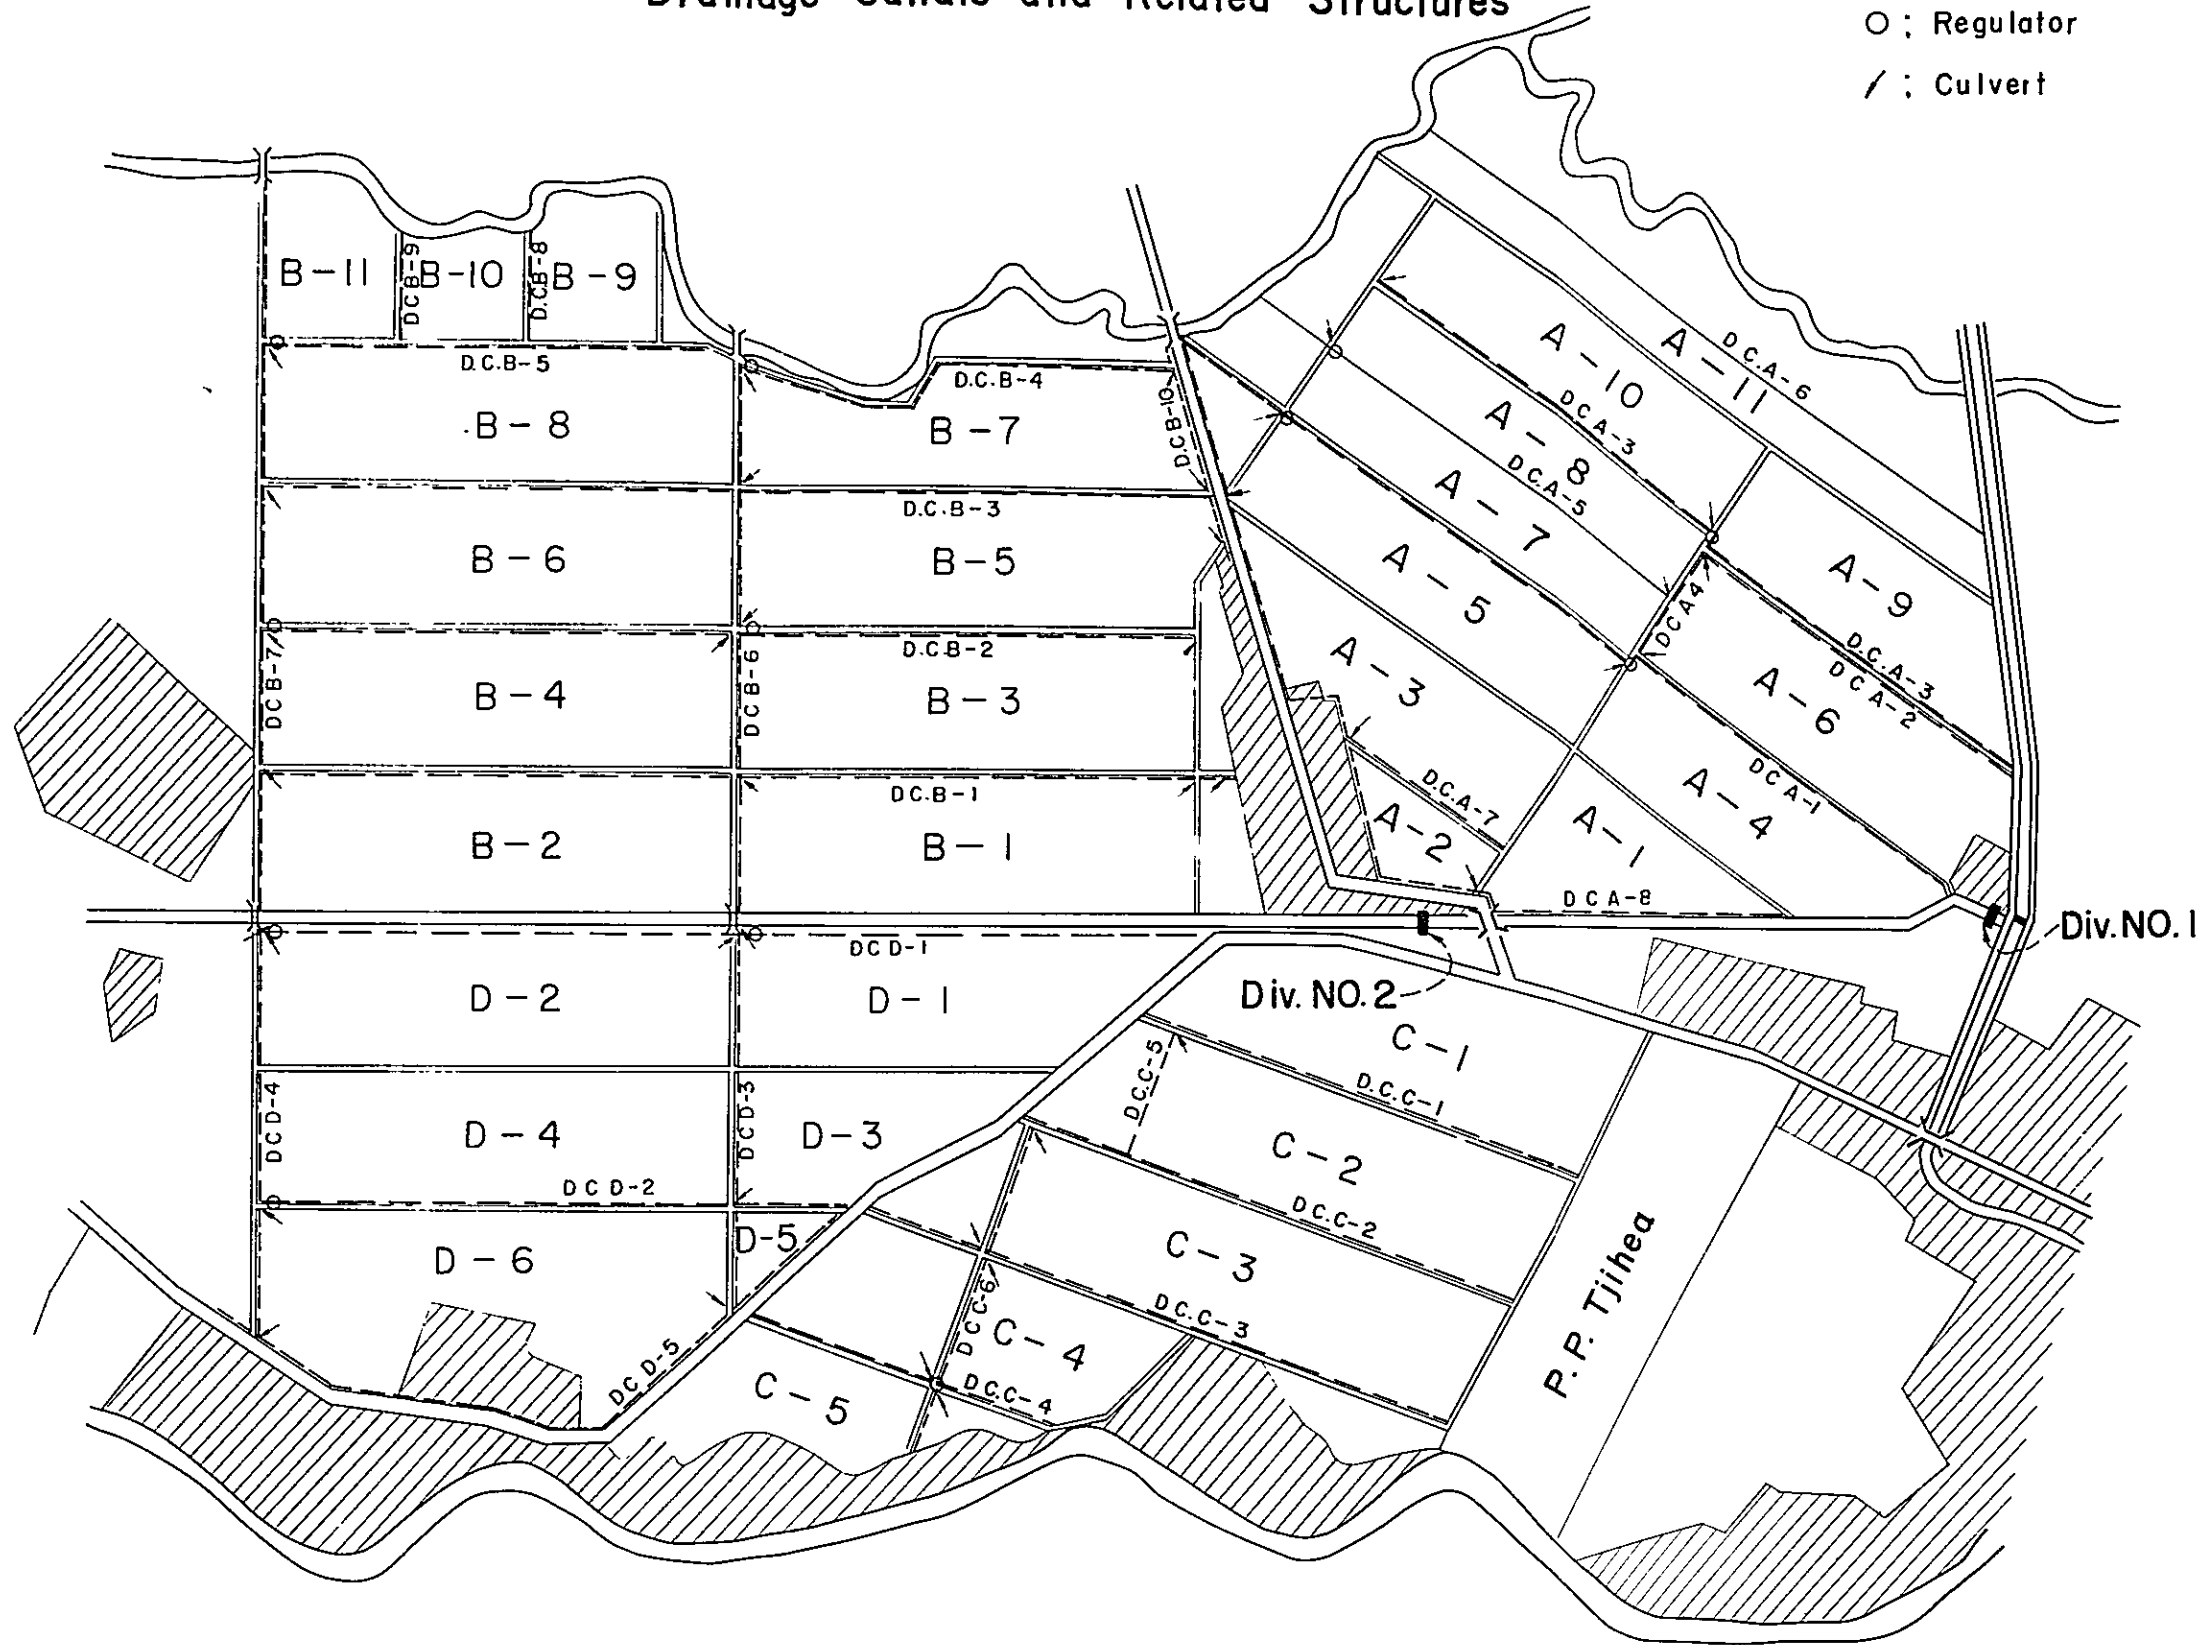 Drainage Canals and Related Structures
○ ; Regulator
; Culvert
B-11
D.C.B-9
B-10
D.C.B-8
B-9
D.C.B-5
B-8
D.C.B-4
B-7
D.C.B-10
D.C.B-3
B-6
B-5
D.C.B-2
D.C.B-7
B-4
D.C.B-6
B-3
D.C.B-1
B-2
B-1
A-10
A-11
D.C.A-6
D.C.A-3
A-8
D.C.A-5
A-7
A-5
A-9
D.C.A-4
D.C.A-3
D.C.A-2
A-3
A-6
D.C.A-1
A-4
D.C.A-7
A-2
A-1
D.C.A-8
Div. NO. 1
Div. NO. 2
D.C.D-1
D-2
D-1
D.C.D-4
D-4
D.C.D-3
D-3
D.C.D-2
D-6
D-5
D.C.D-5
C-1
D.C.C-5
D.C.C-1
C-2
D.C.C-2
C-3
D.C.C-6
D.C.C-3
C-4
D.C.C-4
C-5
P.P. Tjihea